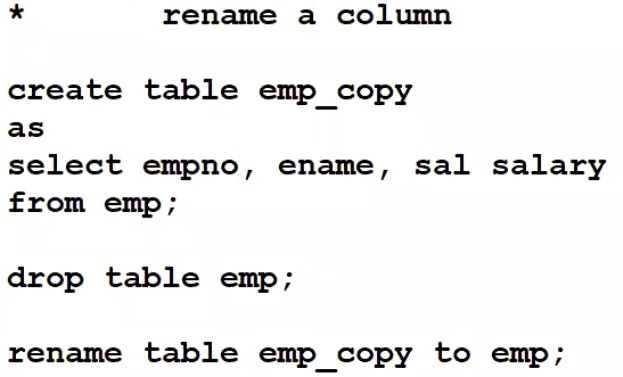 * rename a column
create table emp_copy
as
select empno, ename, sal salary
from emp;
drop table emp;
rename table emp_copy to emp;